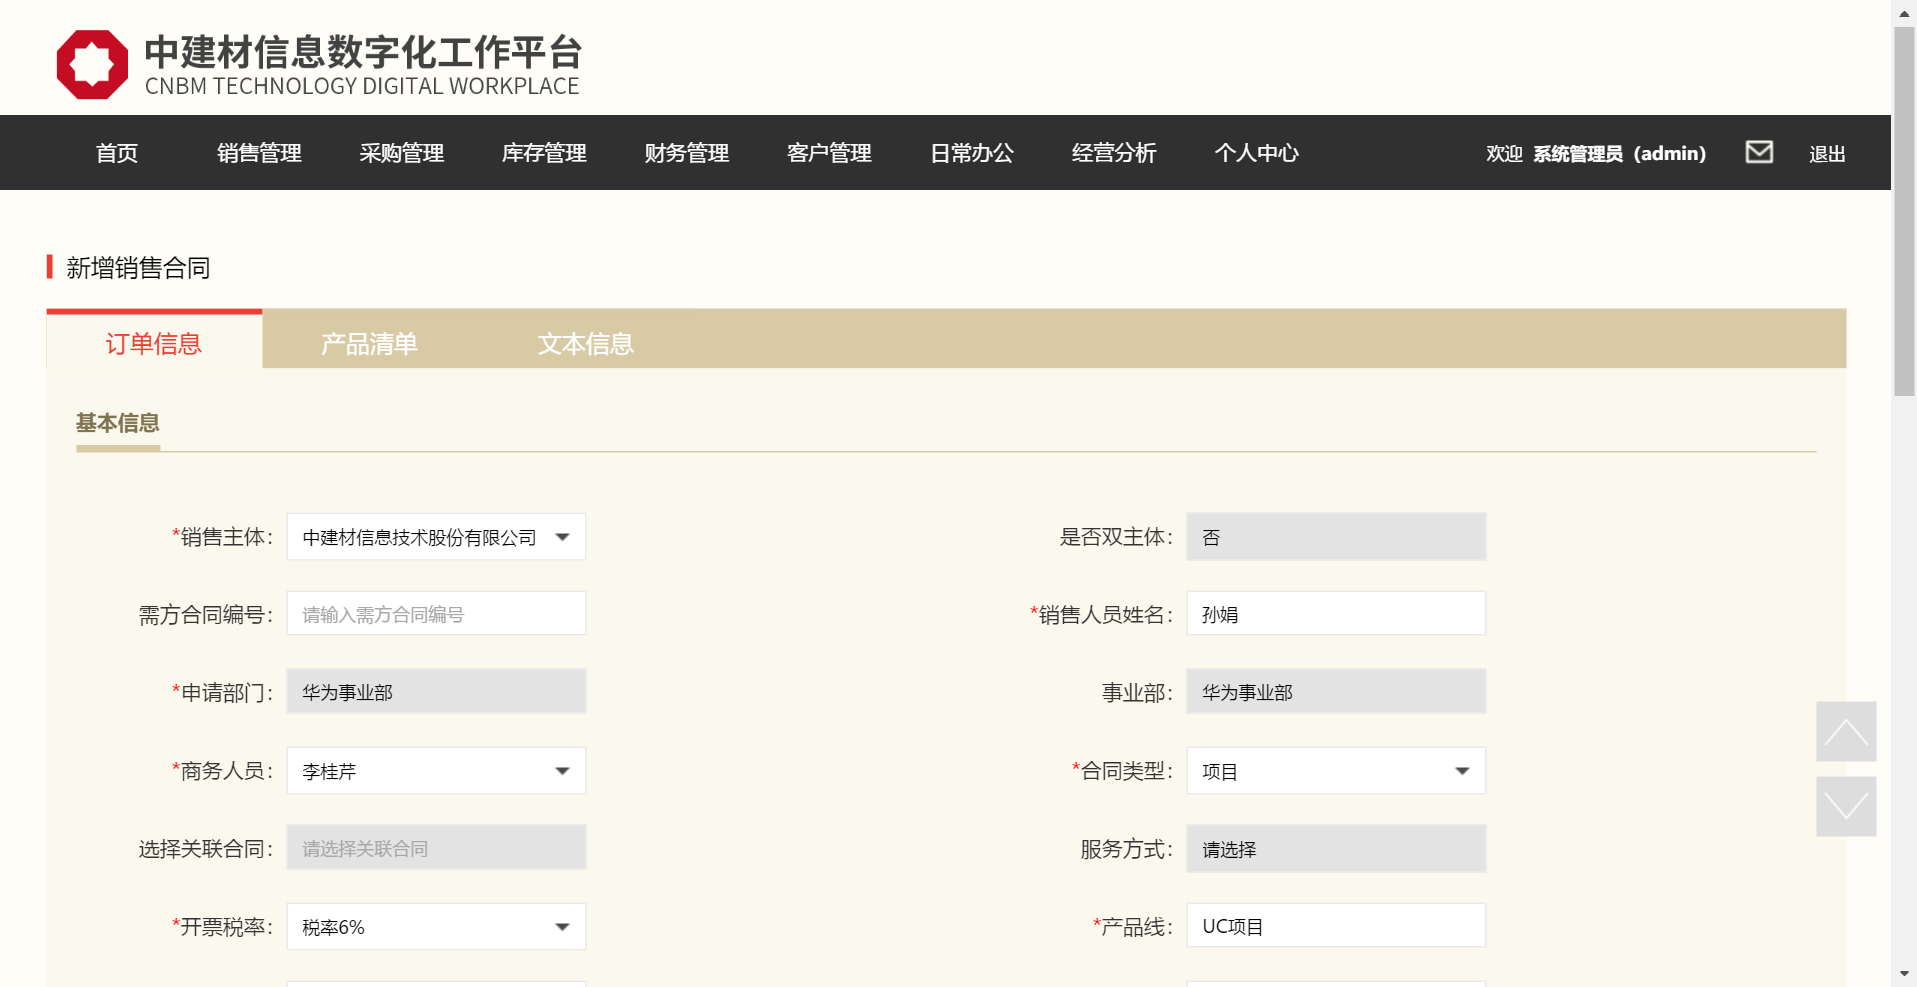 中建材信息数字化工作平台
CNBM TECHNOLOGY DIGITAL WORKPLACE
首页 销售管理 采购管理 库存管理 财务管理 客户管理 日常办公 经营分析 个人中心 欢迎 系统管理员（admin） 退出
新增销售合同
订单信息 产品清单 文本信息
基本信息
*销售主体： 中建材信息技术股份有限公司 是否双主体： 否
需方合同编号： 请输入需方合同编号 *销售人员姓名： 孙娟
*申请部门： 华为事业部 事业部： 华为事业部
*商务人员： 李桂芹 *合同类型： 项目
选择关联合同： 请选择关联合同 服务方式： 请选择
*开票税率： 税率6% *产品线： UC项目